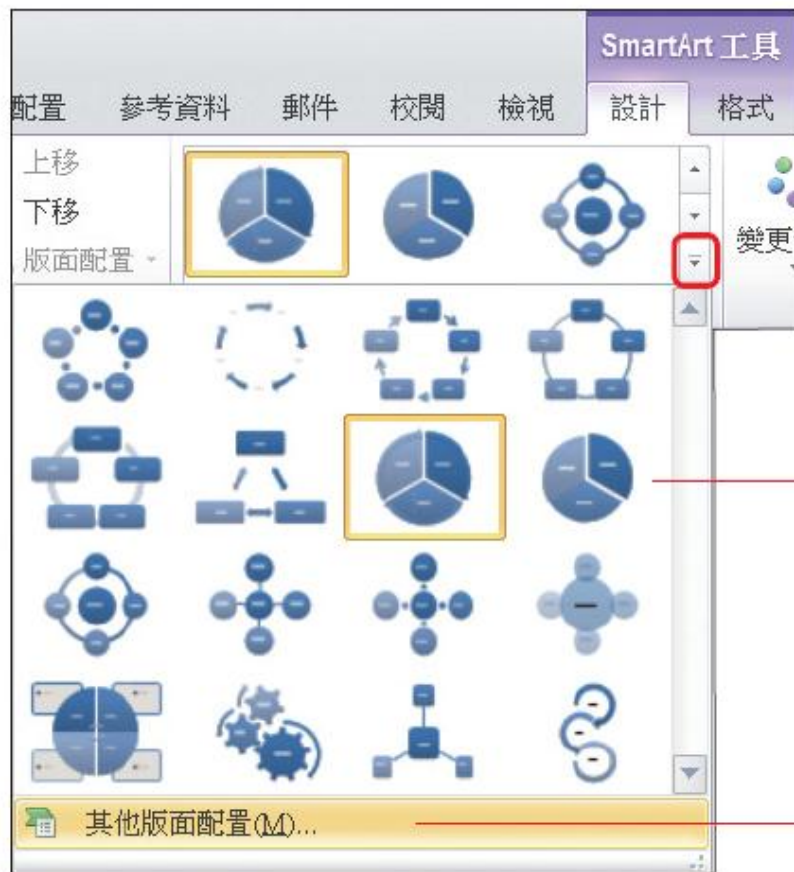 SmartArt 工具
配置 參考資料 郵件 校閱 檢視 設計 格式
上移
下移
版面配置
變更
其他版面配置(M)...